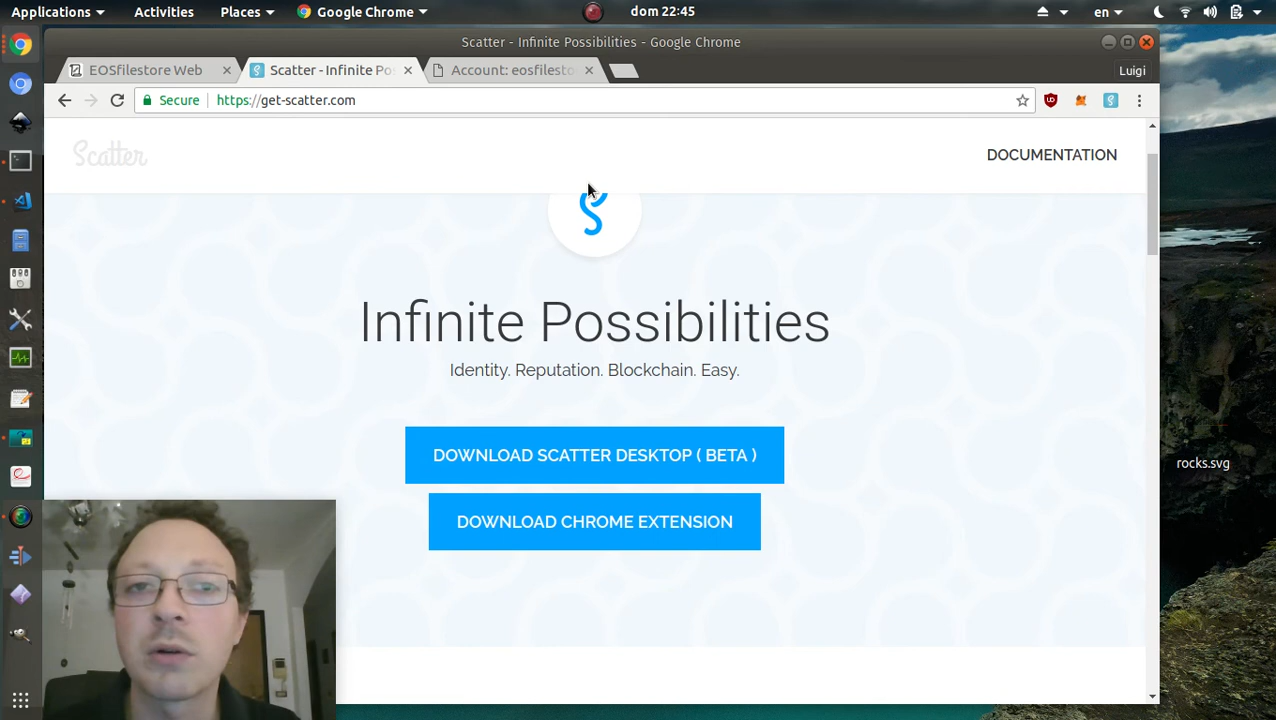 Applications Activities Places Google Chrome dom 22:45 en
Scatter - Infinite Possibilities - Google Chrome
EOSfilestore Web Scatter - Infinite Po Account: eosfilesto Luigi
Secure https://get-scatter.com
Scatter DOCUMENTATION
S
Infinite Possibilities
Identity. Reputation. Blockchain. Easy.
DOWNLOAD SCATTER DESKTOP ( BETA )
rocks.svg
DOWNLOAD CHROME EXTENSION